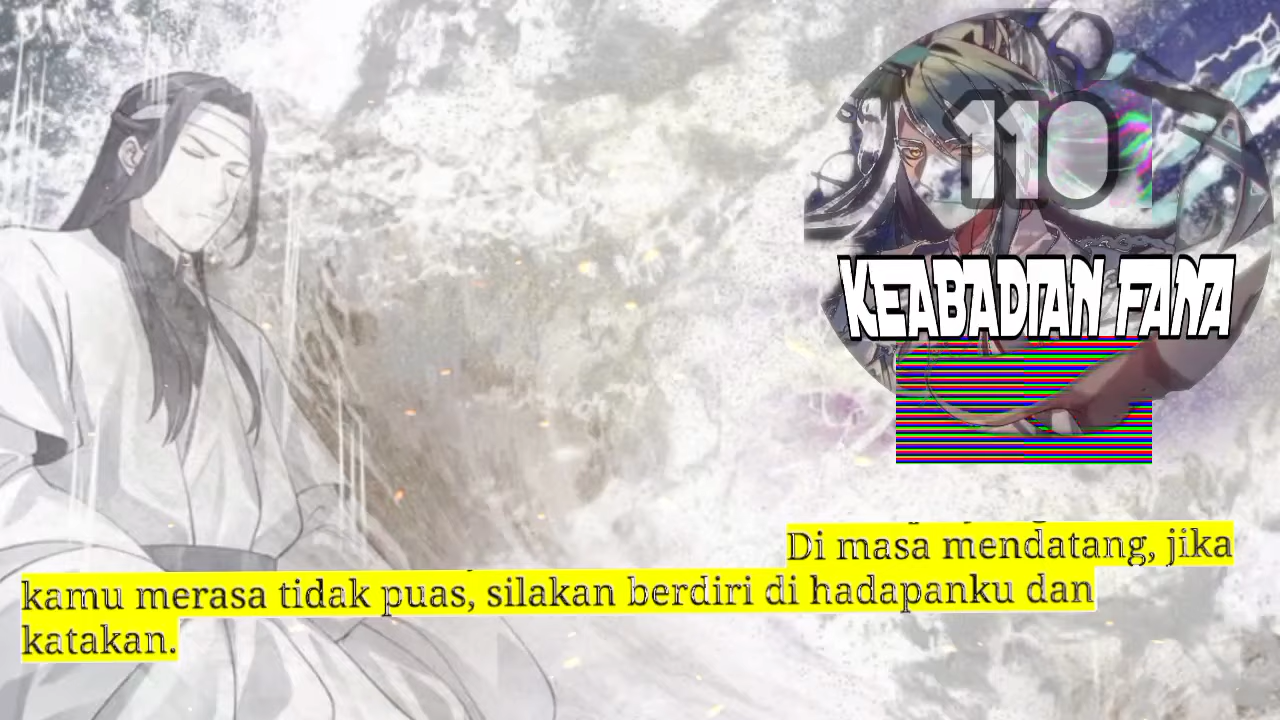 110
KEABADIAN FANA
Di masa mendatang, jika
kamu merasa tidak puas, silakan berdiri di hadapanku dan
katakan.